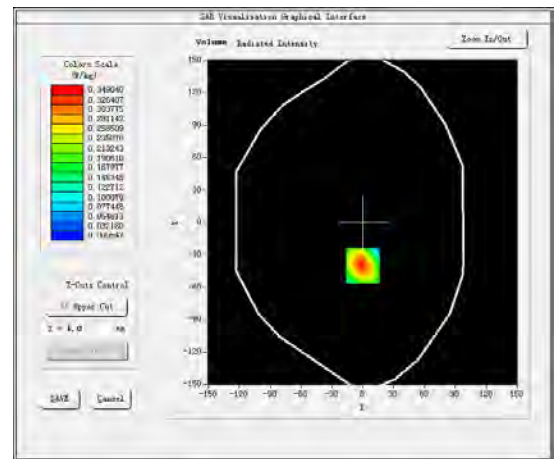 SAR Visualisation Graphical Interface
Volume Radiated Intensity
Zoom In/Out
Colors Scale
(W/kg)
0.349040
0.326407
0.303775
0.281142
0.258509
0.235876
0.213243
0.190610
0.167977
0.145345
0.122712
0.100079
0.077446
0.054813
0.032180
150
90
60
30
0
-30
-60
-90
-120
-150
-150 -120 -90 -60 -30 0 30 60 90 120 150
Z-Cuts Control
Upper Cut
SAVE
Cancel